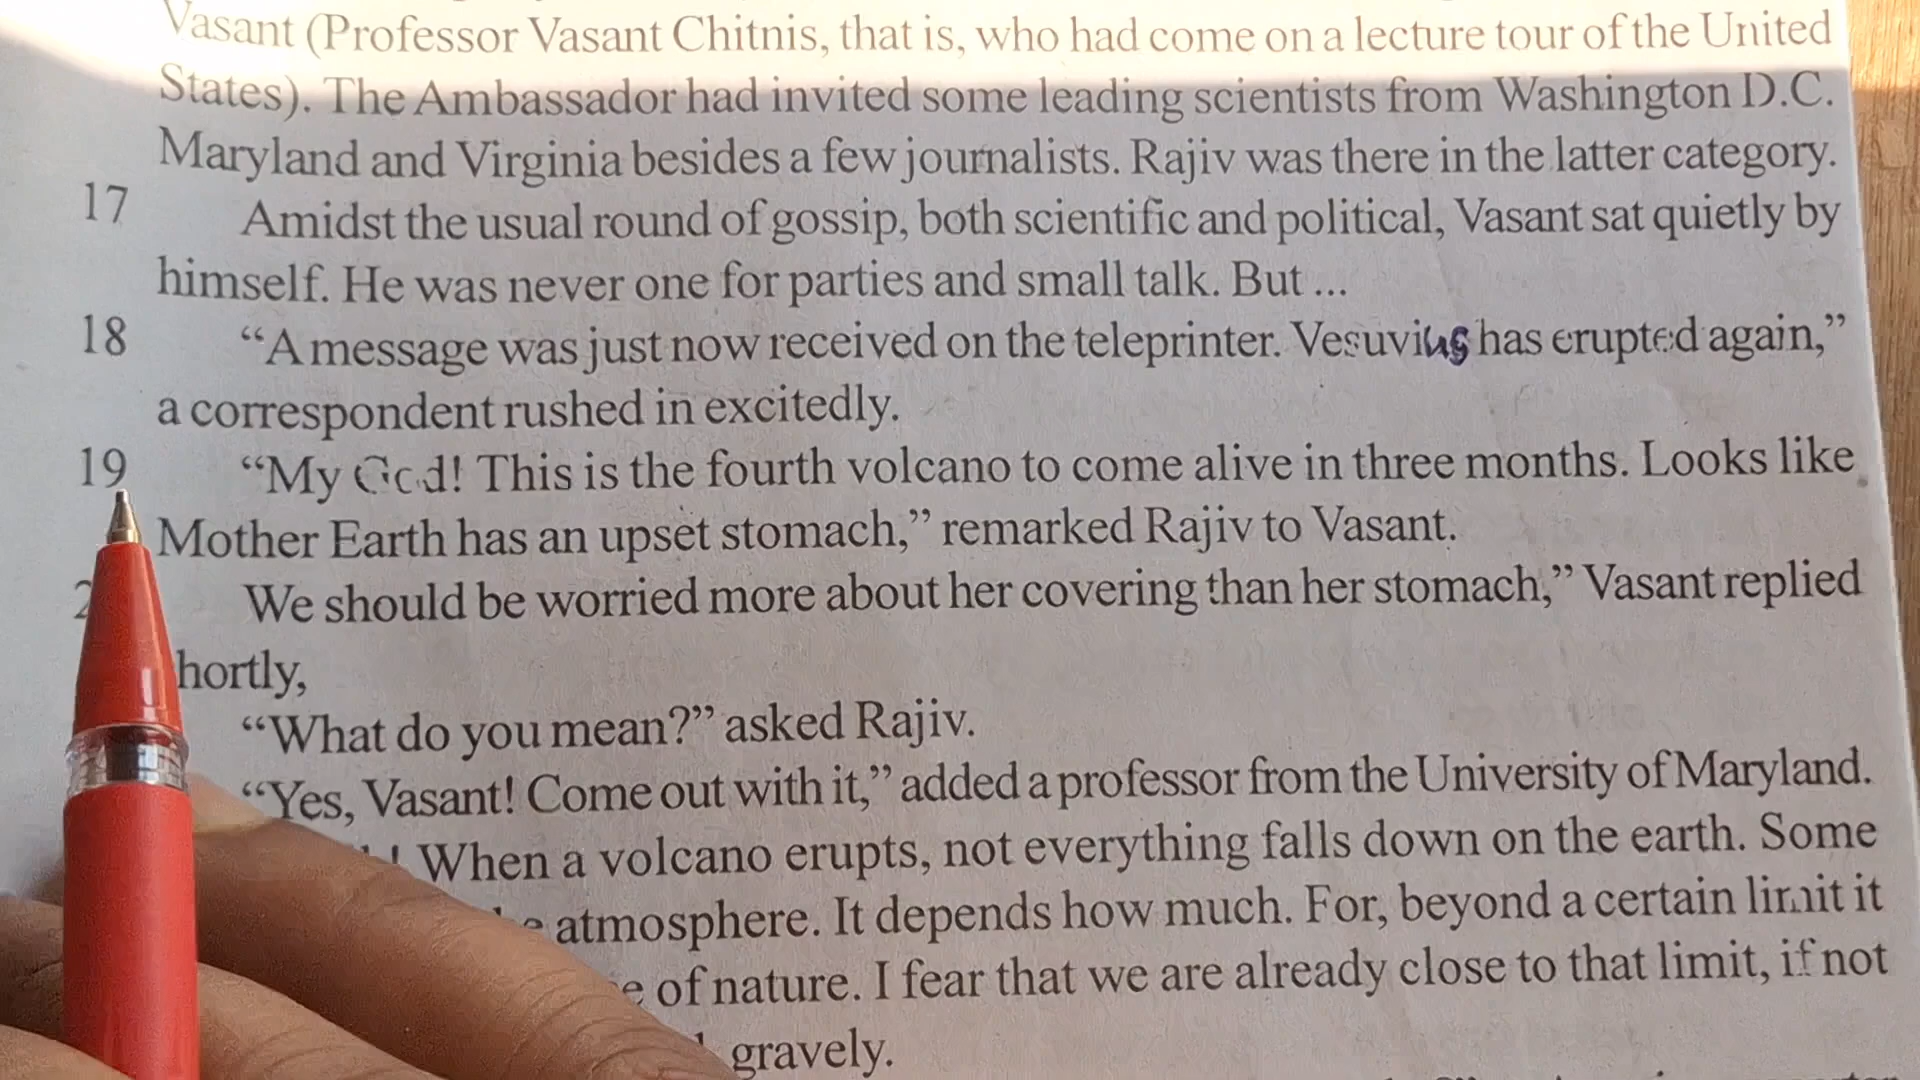 Vasant (Professor Vasant Chitnis, that is, who had come on a lecture tour of the United
States). The Ambassador had invited some leading scientists from Washington D.C.
Maryland and Virginia besides a few journalists. Rajiv was there in the latter category.
17 Amidst the usual round of gossip, both scientific and political, Vasant sat quietly by
himself. He was never one for parties and small talk. But ...
18 “A message was just now received on the teleprinter. Vesuvius has erupted again,”
a correspondent rushed in excitedly.
19 “My God! This is the fourth volcano to come alive in three months. Looks like
Mother Earth has an upset stomach,” remarked Rajiv to Vasant.
We should be worried more about her covering than her stomach,” Vasant replied
hortly,
“What do you mean?” asked Rajiv.
“Yes, Vasant! Come out with it,” added a professor from the University of Maryland.
When a volcano erupts, not everything falls down on the earth. Some
atmosphere. It depends how much. For, beyond a certain limit it
of nature. I fear that we are already close to that limit, if not
gravely.